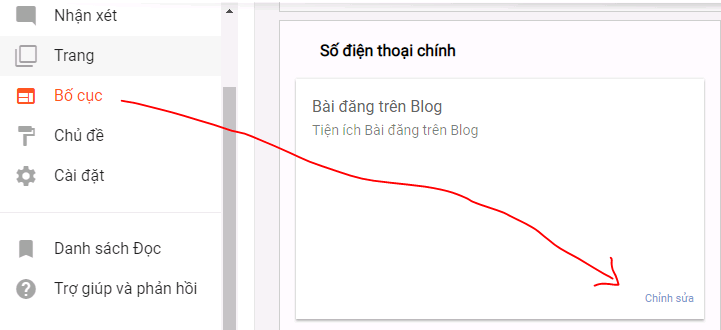 Nhận xét
Trang
Bố cục
Chủ đề
Cài đặt
Danh sách Đọc
Trợ giúp và phản hồi
Số điện thoại chính
Bài đăng trên Blog
Tiện ích Bài đăng trên Blog
Chỉnh sửa